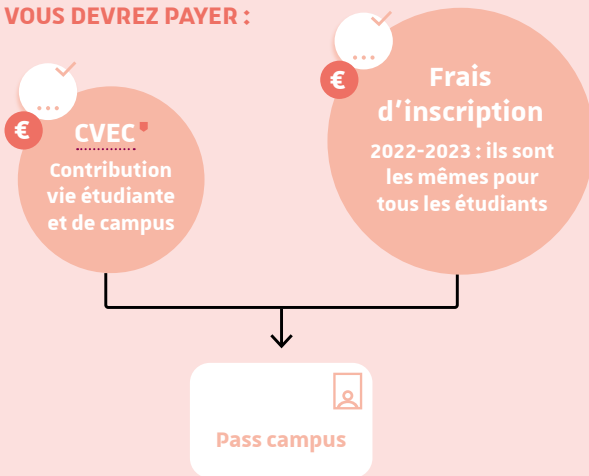 VOUS DEVREZ PAYER :
€
CVEC
Contribution
vie étudiante
et de campus
€
Frais
d'inscription
2022-2023 : ils sont
les mêmes pour
tous les étudiants
Pass campus